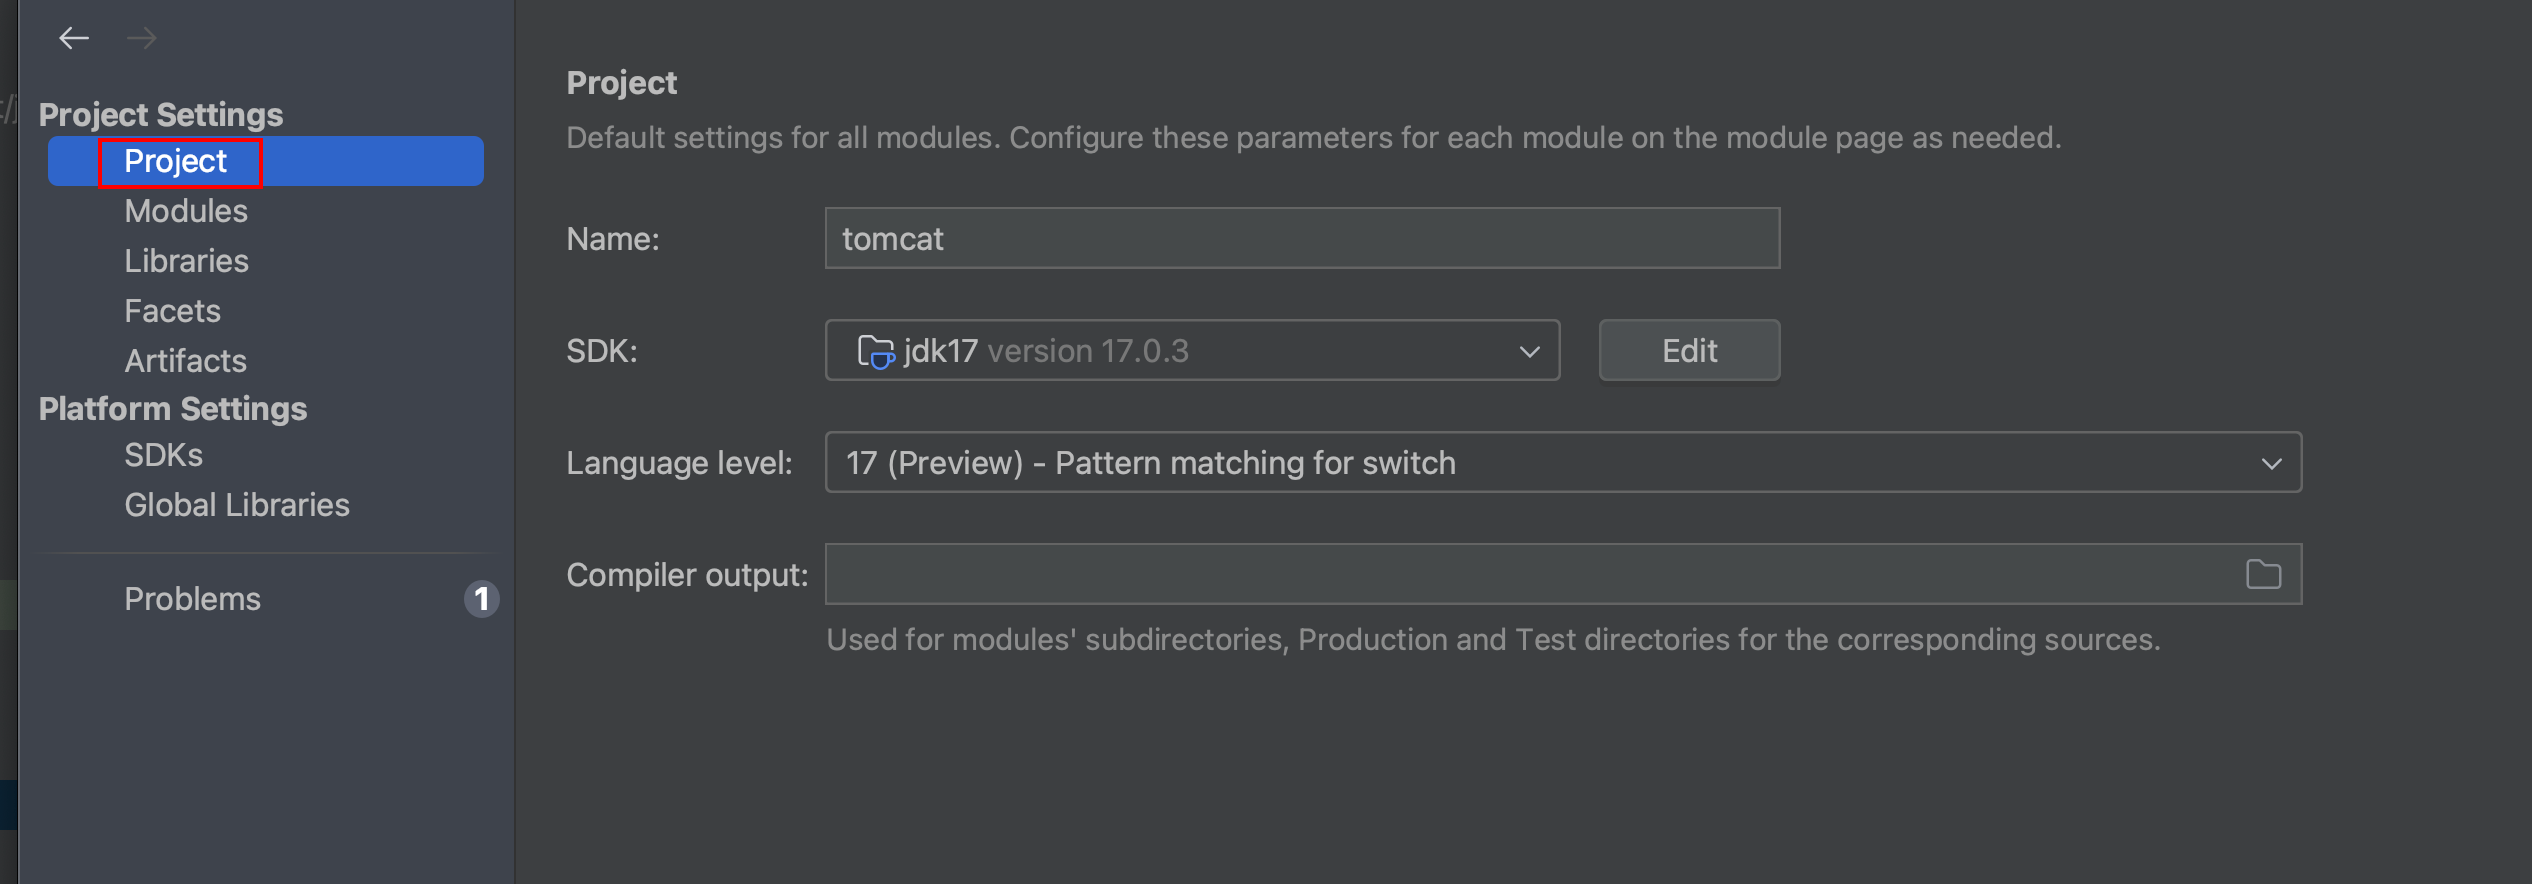 Project Settings
Project
Modules
Libraries
Facets
Artifacts
Platform Settings
SDKs
Global Libraries
Problems 1
Project
Default settings for all modules. Configure these parameters for each module on the module page as needed.
Name: tomcat
SDK: jdk17 version 17.0.3 Edit
Language level: 17 (Preview) - Pattern matching for switch
Compiler output:
Used for modules' subdirectories, Production and Test directories for the corresponding sources.